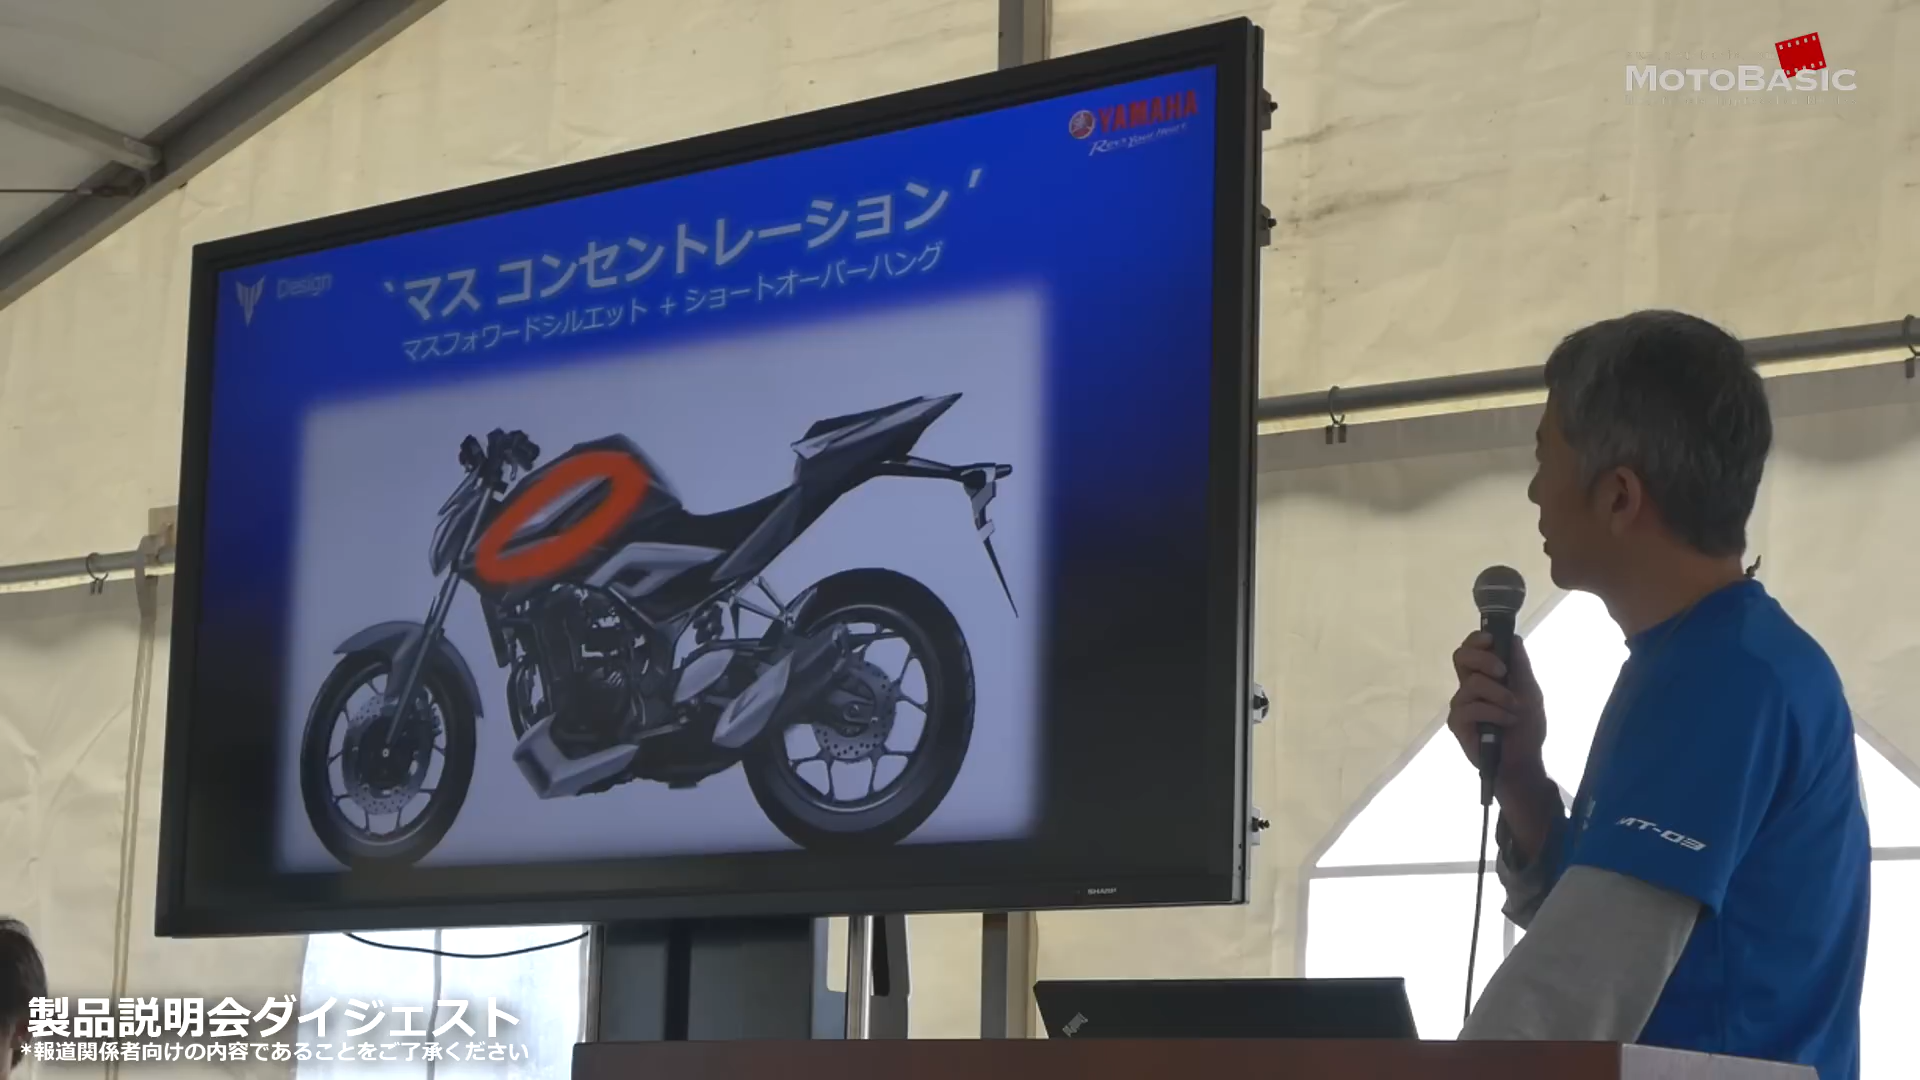 MOTOBASIC
YAMAHA
Revs Your Heart
Design
‘マス コンセントレーション’
マスフォワードシルエット + ショートオーバーハング
MT-03
SHARP
製品説明会ダイジェスト
*報道関係者向けの内容であることをご了承ください